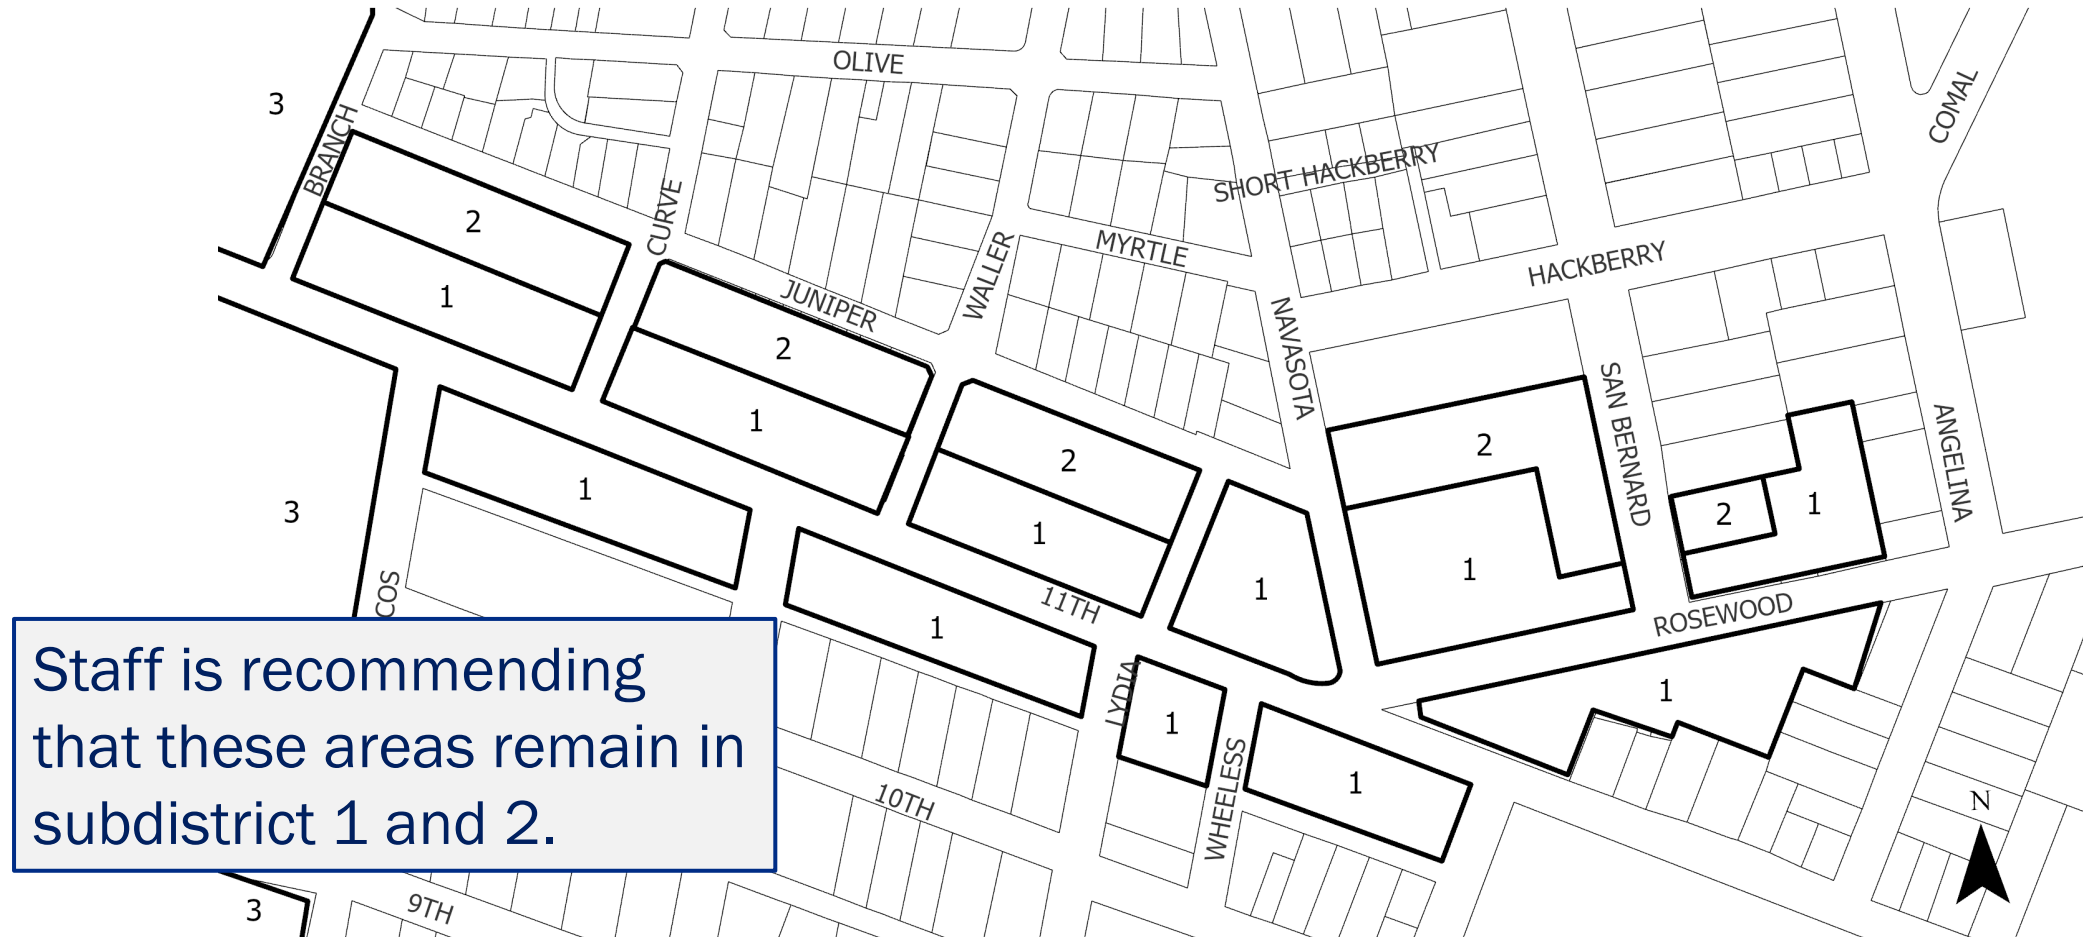 OLIVE
3
COMAL
BRANCH
SHORT HACKBERRY
CURVE
2
MYRTLE
WALLER
HACKBERRY
1
JUNIPER
NAVASOTA
2
SAN BERNARD
1
2
2
ANGELINA
1
2
1
3
1
1
1
1
COS
11TH
ROSEWOOD
1
1
LYDIA
1
1
WHEELESS
10TH
N
Staff is recommending
that these areas remain in
subdistrict 1 and 2.
3
9TH